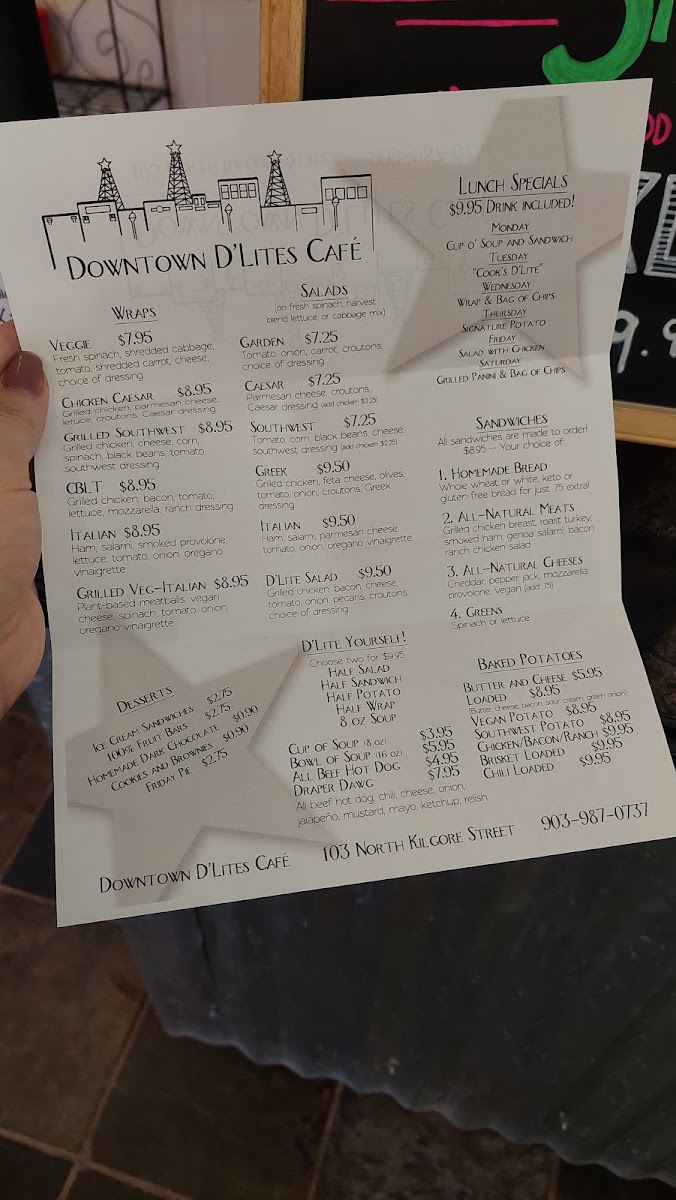 DOWNTOWN D'LITES CAFÉ
WRAPS
VEGGIE $7.95
Fresh spinach, shredded cabbage,
tomato, shredded carrot, cheese,
choice of dressing
CHICKEN CAESAR $8.95
Grilled chicken, parmesan cheese,
lettuce, croutons, Caesar dressing
GRILLED SOUTHWEST $8.95
Grilled chicken, cheese, corn,
spinach, black beans, tomato,
southwest dressing
CBLT $8.95
Grilled chicken, bacon, tomato,
lettuce, mozzarella, ranch dressing
ITALIAN $8.95
Ham, salami, smoked provolone,
lettuce, tomato, onion, oregano
vinaigrette
GRILLED VEG-ITALIAN $8.95
Plant-based meatballs, vegan
cheese, spinach, tomato, onion,
oregano vinaigrette
SALADS
(on fresh spinach, harvest
blend lettuce, or cabbage mix)
GARDEN $7.25
Tomato, onion, carrot, croutons,
choice of dressing
CAESAR $7.25
Parmesan cheese, croutons,
Caesar dressing (add chicken $2.25)
SOUTHWEST $7.25
Tomato, corn, black beans, cheese,
southwest dressing (add chicken $2.25)
GREEK $9.50
Grilled chicken, feta cheese, olives,
tomato, onion, croutons, Greek
dressing
ITALIAN $9.50
Ham, salami, parmesan cheese,
tomato, onion, oregano vinaigrette
D'LITE SALAD $9.50
Grilled chicken, bacon, cheese,
tomato, onion, pecans, croutons,
choice of dressing
LUNCH SPECIALS
$9.95 DRINK INCLUDED!
MONDAY
CUP O' SOUP AND SANDWICH
TUESDAY
"COOK'S D'LITE"
WEDNESDAY
WRAP & BAG OF CHIPS
THURSDAY
SIGNATURE POTATO
FRIDAY
SALAD WITH CHICKEN
SATURDAY
GRILLED PANINI & BAG OF CHIPS
SANDWICHES
All sandwiches are made to order!
$8.95 -- Your choice of:
1. HOMEMADE BREAD
Whole wheat or white, keto or
gluten-free bread for just .75 extra!
2. ALL-NATURAL MEATS
Grilled chicken breast, roast turkey,
smoked ham, genoa salami, bacon
ranch chicken salad
3. ALL-NATURAL CHEESES
Cheddar, pepper jack, mozzarella,
provolone, vegan (add .75)
4. GREENS
Spinach or lettuce
DESSERTS
ICE CREAM SANDWICHES $2.75
100% FRUIT BARS $2.75
HOMEMADE DARK CHOCOLATE $0.90
COOKIES AND BROWNIES $0.90
FRIDAY PIE $2.75
D'LITE YOURSELF!
Choose two for $9.95
HALF SALAD
HALF SANDWICH
HALF POTATO
HALF WRAP
8 OZ SOUP
CUP OF SOUP (8 oz) $3.95
BOWL OF SOUP (16 oz) $5.95
ALL BEEF HOT DOG $4.95
DRAPER DAWG $7.95
All beef hot dog, chili, cheese, onion,
jalapeño, mustard, mayo, ketchup, relish
BAKED POTATOES
BUTTER AND CHEESE $5.95
LOADED $8.95
(Butter, cheese, bacon, sour cream, green onion)
VEGAN POTATO $8.95
SOUTHWEST POTATO $8.95
CHICKEN/BACON/RANCH $9.95
BRISKET LOADED $9.95
CHILI LOADED $9.95
DOWNTOWN D'LITES CAFÉ 103 NORTH KILGORE STREET 903-987-0737